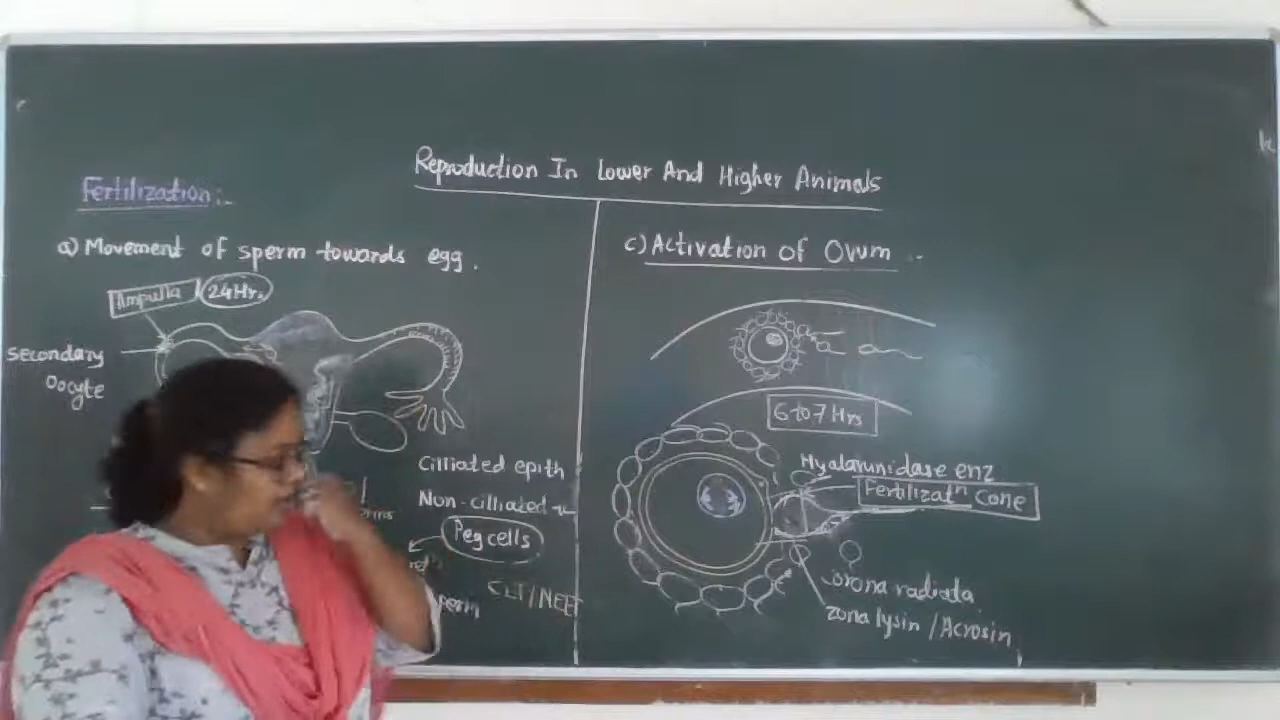 Reproduction In Lower And Higher Animals
Fertilization:-
a) Movement of sperm towards egg.
Ampulla 24Hrs.
Secondary
Oocyte
Cilliated epith
Non-cilliated
Peg cells
CET/NEET
c) Activation of Ovum
6 to 7 Hrs
Hyalarunidase enz
Fertilizatn Cone
Corona radiata
Zona lysin / Acrosin